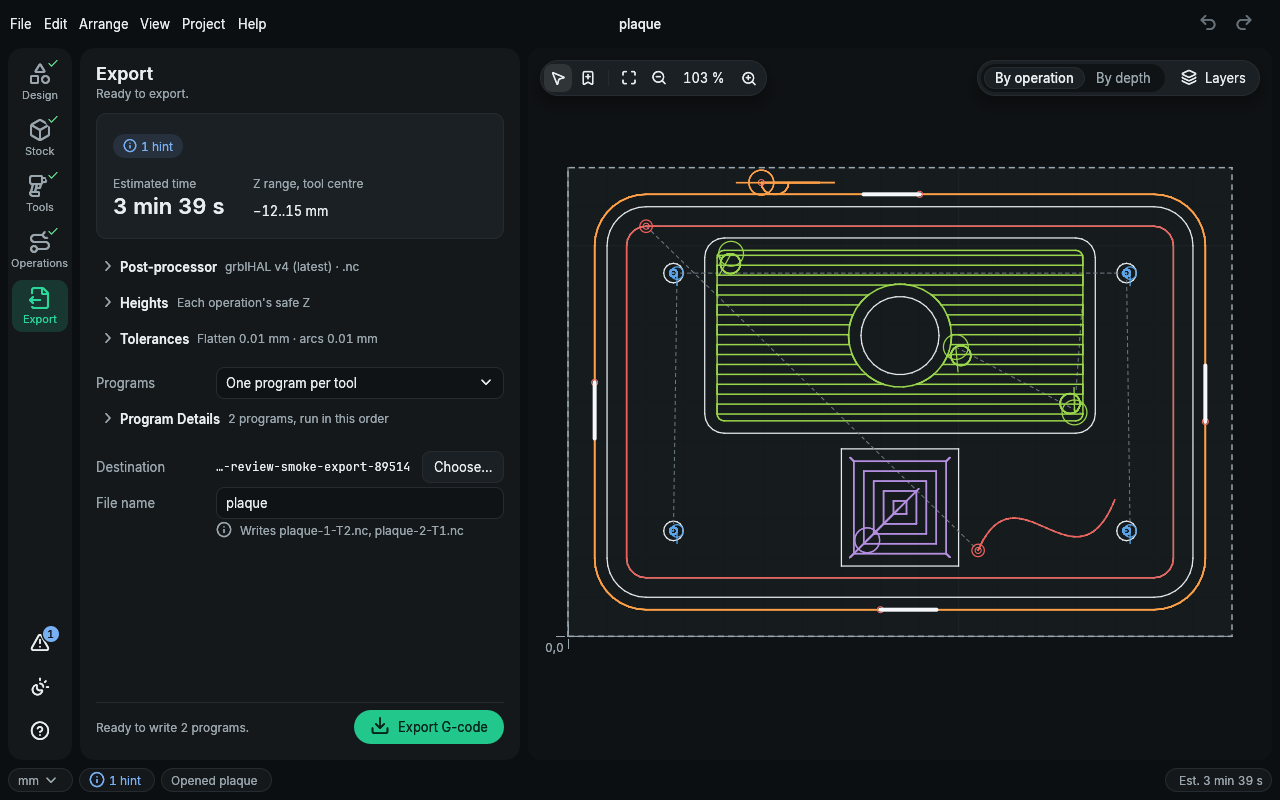 File Edit Arrange View Project Help
plaque
Design
Stock
Tools
Operations
Export
1
Export
Ready to export.
1 hint
Estimated time
3 min 39 s
Z range, tool centre
−12..15 mm
Post-processor grblHAL v4 (latest) · .nc
Heights Each operation's safe Z
Tolerances Flatten 0.01 mm · arcs 0.01 mm
Programs One program per tool
Program Details 2 programs, run in this order
Destination …-review-smoke-export-89514 Choose...
File name plaque
Writes plaque-1-T2.nc, plaque-2-T1.nc
Ready to write 2 programs. Export G-code
103 %
By operation By depth Layers
0,0
mm 1 hint Opened plaque Est. 3 min 39 s